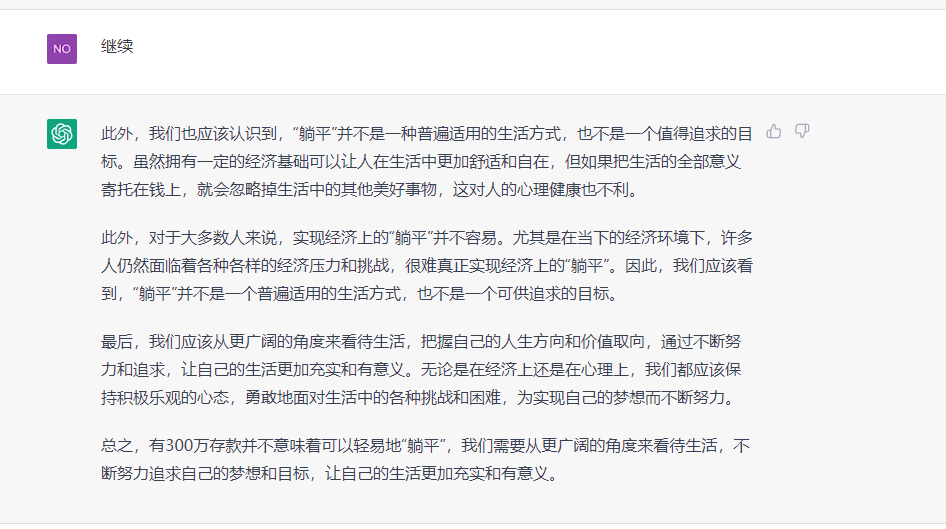 NO
继续
此外，我们也应该认识到，“躺平”并不是一种普遍适用的生活方式，也不是一个值得追求的目
标。虽然拥有一定的经济基础可以让人在生活中更加舒适和自在，但如果把生活的全部意义
寄托在钱上，就会忽略掉生活中的其他美好事物，这对人的心理健康也不利。
此外，对于大多数人来说，实现经济上的“躺平”并不容易。尤其是在当下的经济环境下，许多
人仍然面临着各种各样的经济压力和挑战，很难真正实现经济上的“躺平”。因此，我们应该看
到，“躺平”并不是一个普遍适用的生活方式，也不是一个可供追求的目标。
最后，我们应该从更广阔的角度来看待生活，把握自己的人生方向和价值取向，通过不断努
力和追求，让自己的生活更加充实和有意义。无论是在经济上还是在心理上，我们都应该保
持积极乐观的心态，勇敢地面对生活中的各种挑战和困难，为实现自己的梦想而不断努力。
总之，有300万存款并不意味着可以轻易地“躺平”，我们需要从更广阔的角度来看待生活，不
断努力追求自己的梦想和目标，让自己的生活更加充实和有意义。